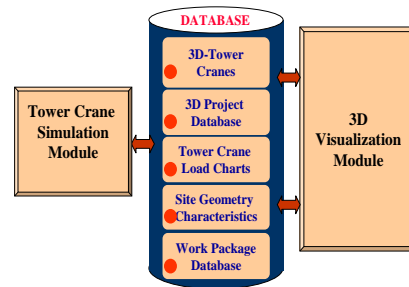 DATABASE
3D-Tower
Cranes
3D Project
Database
Tower Crane
Load Charts
Site Geometry
Characteristics
Work Package
Database
Tower Crane
Simulation
Module
3D
Visualization
Module